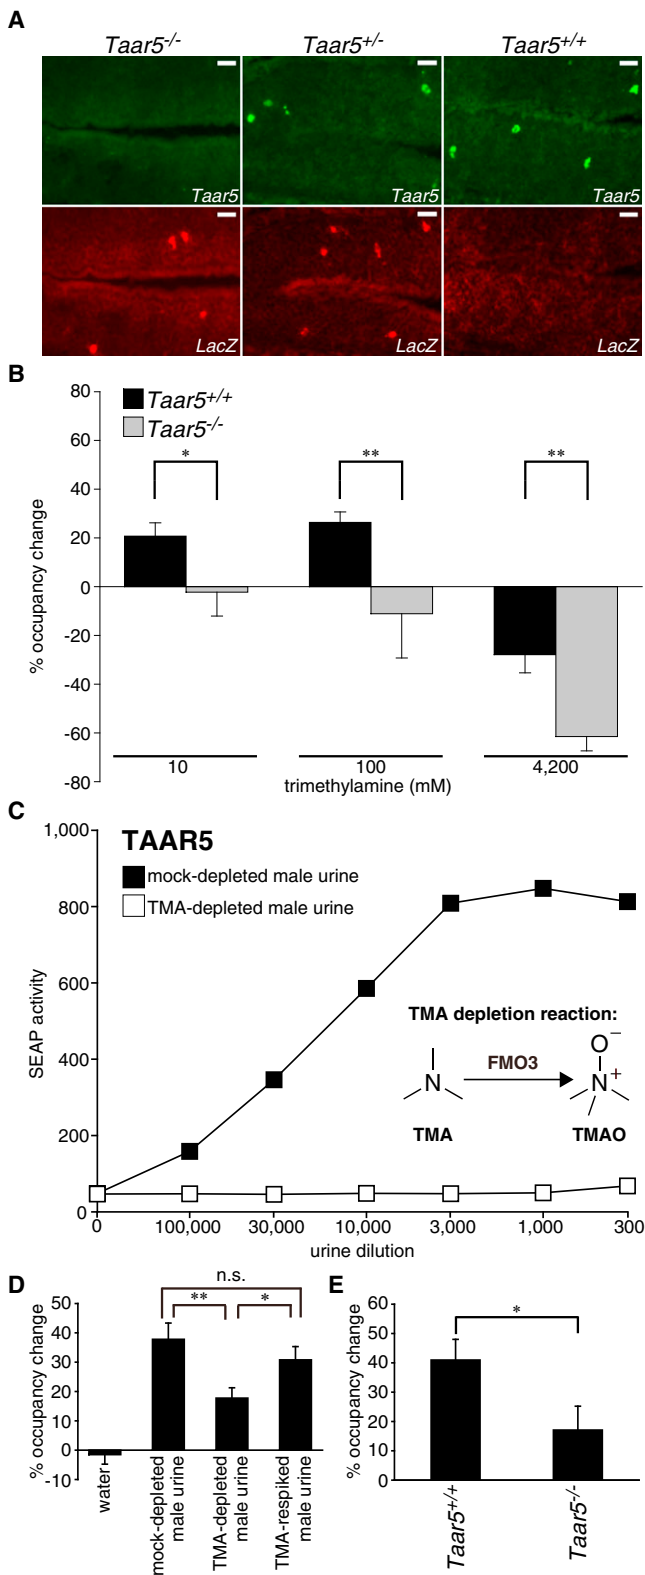 A
Taar5-/- Taar5+/- Taar5+/+
Taar5 Taar5 Taar5
LacZ LacZ LacZ
B
80
60
40
20
0
-20
-40
-60
-80
% occupancy change
Taar5+/+
Taar5-/-
* ** **
10 100 4,200
trimethylamine (mM)
C
1,000
800
600
400
200
0
SEAP activity
TAAR5
mock-depleted male urine
TMA-depleted male urine
TMA depletion reaction:
O−
N FMO3 N+
TMA TMAO
0 100,000 30,000 10,000 3,000 1,000 300
urine dilution
D
50
40
30
20
10
0
-10
% occupancy change
n.s.
** *
water
mock-depleted
male urine
TMA-depleted
male urine
TMA-respiked
male urine
E
60
50
40
30
20
10
0
% occupancy change
*
Taar5+/+
Taar5-/-